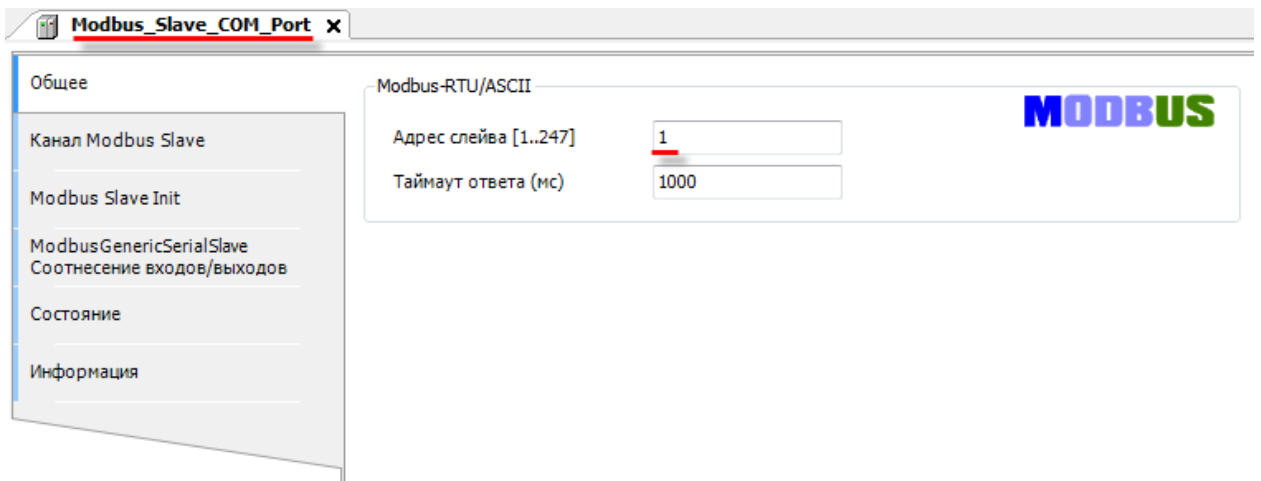 Modbus_Slave_COM_Port
Общее
Канал Modbus Slave
Modbus Slave Init
ModbusGenericSerialSlave
Соотнесение входов/выходов
Состояние
Информация
Modbus-RTU/ASCII
MODBUS
Адрес слейва [1..247] 1
Таймаут ответа (мс) 1000